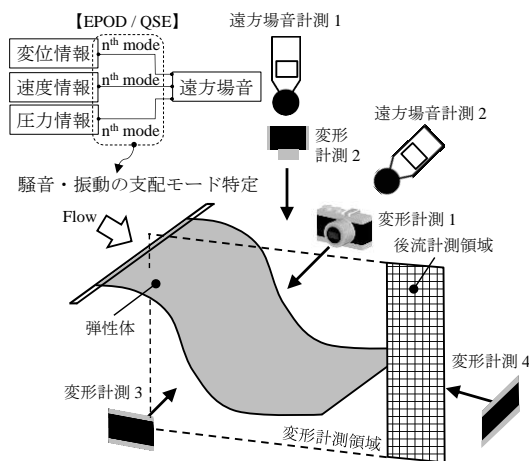 【EPOD / QSE】
変位情報
nth mode
速度情報
nth mode
圧力情報
nth mode
遠方場音
騒音・振動の支配モード特定
遠方場音計測 1
変形
計測 2
遠方場音計測 2
変形計測 1
後流計測領域
Flow
弾性体
変形計測 3
変形計測 4
変形計測領域